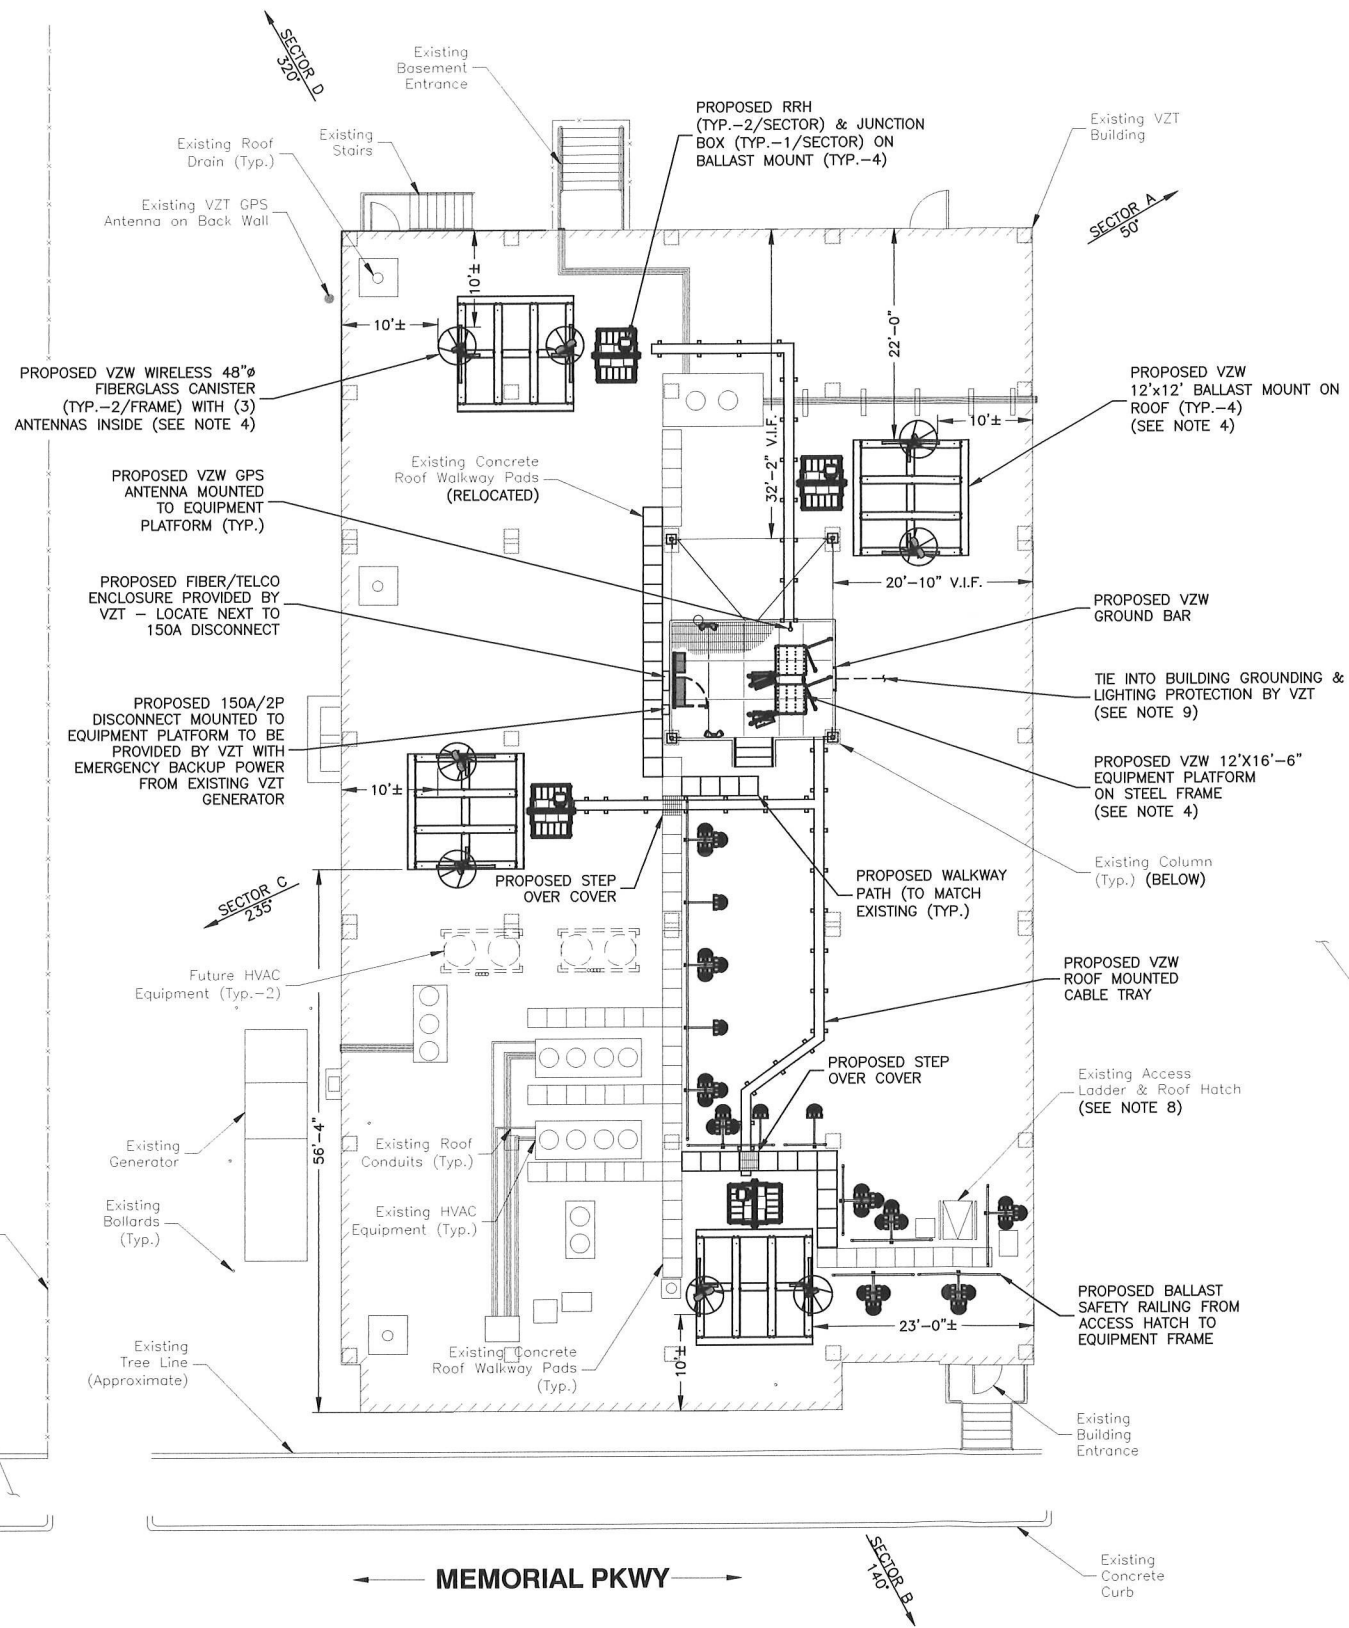 SECTOR D
320°
Existing
Basement
Entrance
PROPOSED RRH
(TYP.-2/SECTOR) & JUNCTION
BOX (TYP.-1/SECTOR) ON
BALLAST MOUNT (TYP.-4)
Existing VZT
Building
Existing Roof
Drain (Typ.)
Existing
Stairs
Existing VZT GPS
Antenna on Back Wall
SECTOR A
50°
10'±
10'±
22'-0"
32'-2" V.I.F.
10'±
PROPOSED VZW WIRELESS 48"ø
FIBERGLASS CANISTER
(TYP.-2/FRAME) WITH (3)
ANTENNAS INSIDE (SEE NOTE 4)
PROPOSED VZW
12'x12' BALLAST MOUNT ON
ROOF (TYP.-4)
(SEE NOTE 4)
Existing Concrete
Roof Walkway Pads
(RELOCATED)
PROPOSED VZW GPS
ANTENNA MOUNTED
TO EQUIPMENT
PLATFORM (TYP.)
20'-10" V.I.F.
PROPOSED FIBER/TELCO
ENCLOSURE PROVIDED BY
VZT - LOCATE NEXT TO
150A DISCONNECT
PROPOSED VZW
GROUND BAR
TIE INTO BUILDING GROUNDING &
LIGHTING PROTECTION BY VZT
(SEE NOTE 9)
PROPOSED 150A/2P
DISCONNECT MOUNTED TO
EQUIPMENT PLATFORM TO BE
PROVIDED BY VZT WITH
EMERGENCY BACKUP POWER
FROM EXISTING VZT
GENERATOR
PROPOSED VZW 12'X16'-6"
EQUIPMENT PLATFORM
ON STEEL FRAME
(SEE NOTE 4)
10'±
PROPOSED STEP
OVER COVER
PROPOSED WALKWAY
PATH (TO MATCH
EXISTING (TYP.)
Existing Column
(Typ.) (BELOW)
SECTOR C
235°
Future HVAC
Equipment (Typ.-2)
PROPOSED VZW
ROOF MOUNTED
CABLE TRAY
PROPOSED STEP
OVER COVER
Existing Access
Ladder & Roof Hatch
(SEE NOTE 8)
56'-4"
Existing
Generator
Existing Roof
Conduits (Typ.)
Existing
Bollards
(Typ.)
Existing HVAC
Equipment (Typ.)
PROPOSED BALLAST
SAFETY RAILING FROM
ACCESS HATCH TO
EQUIPMENT FRAME
23'-0"±
10'±
Existing
Tree Line
(Approximate)
Existing Concrete
Roof Walkway Pads
(Typ.)
Existing
Building
Entrance
MEMORIAL PKWY
SECTOR B
140°
Existing
Concrete
Curb